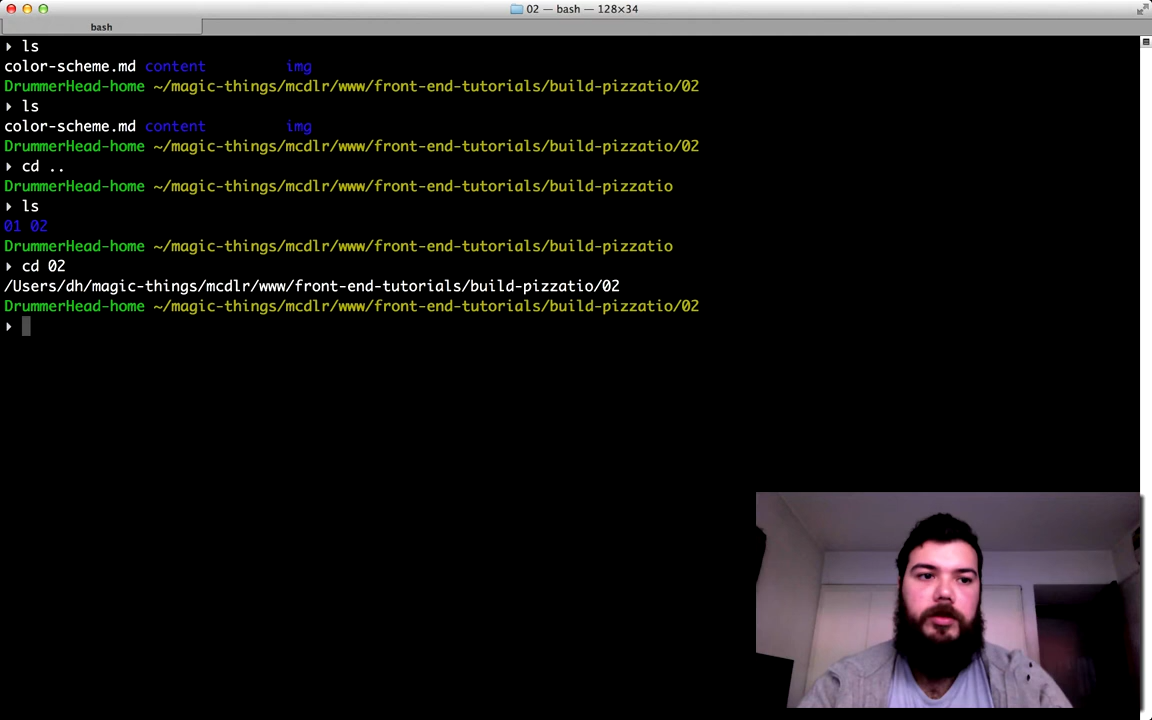 02 — bash — 128×34
bash
ls
color-scheme.md content img
DrummerHead-home ~/magic-things/mcdlr/www/front-end-tutorials/build-pizzatio/02
ls
color-scheme.md content img
DrummerHead-home ~/magic-things/mcdlr/www/front-end-tutorials/build-pizzatio/02
cd ..
DrummerHead-home ~/magic-things/mcdlr/www/front-end-tutorials/build-pizzatio
ls
01 02
DrummerHead-home ~/magic-things/mcdlr/www/front-end-tutorials/build-pizzatio
cd 02
/Users/dh/magic-things/mcdlr/www/front-end-tutorials/build-pizzatio/02
DrummerHead-home ~/magic-things/mcdlr/www/front-end-tutorials/build-pizzatio/02